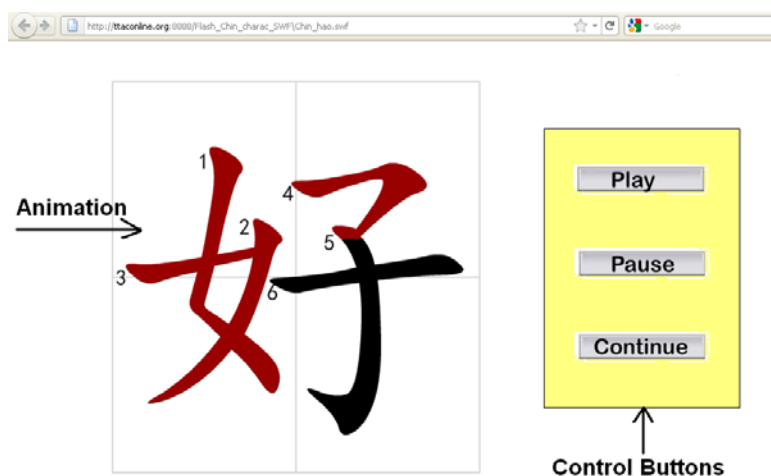 http://ttaconline.org:8080/Flash_Chin_charac_SWF\Chin_hao.swf
Google
好
1
2
3
4
5
6
Animation
Play
Pause
Continue
Control Buttons